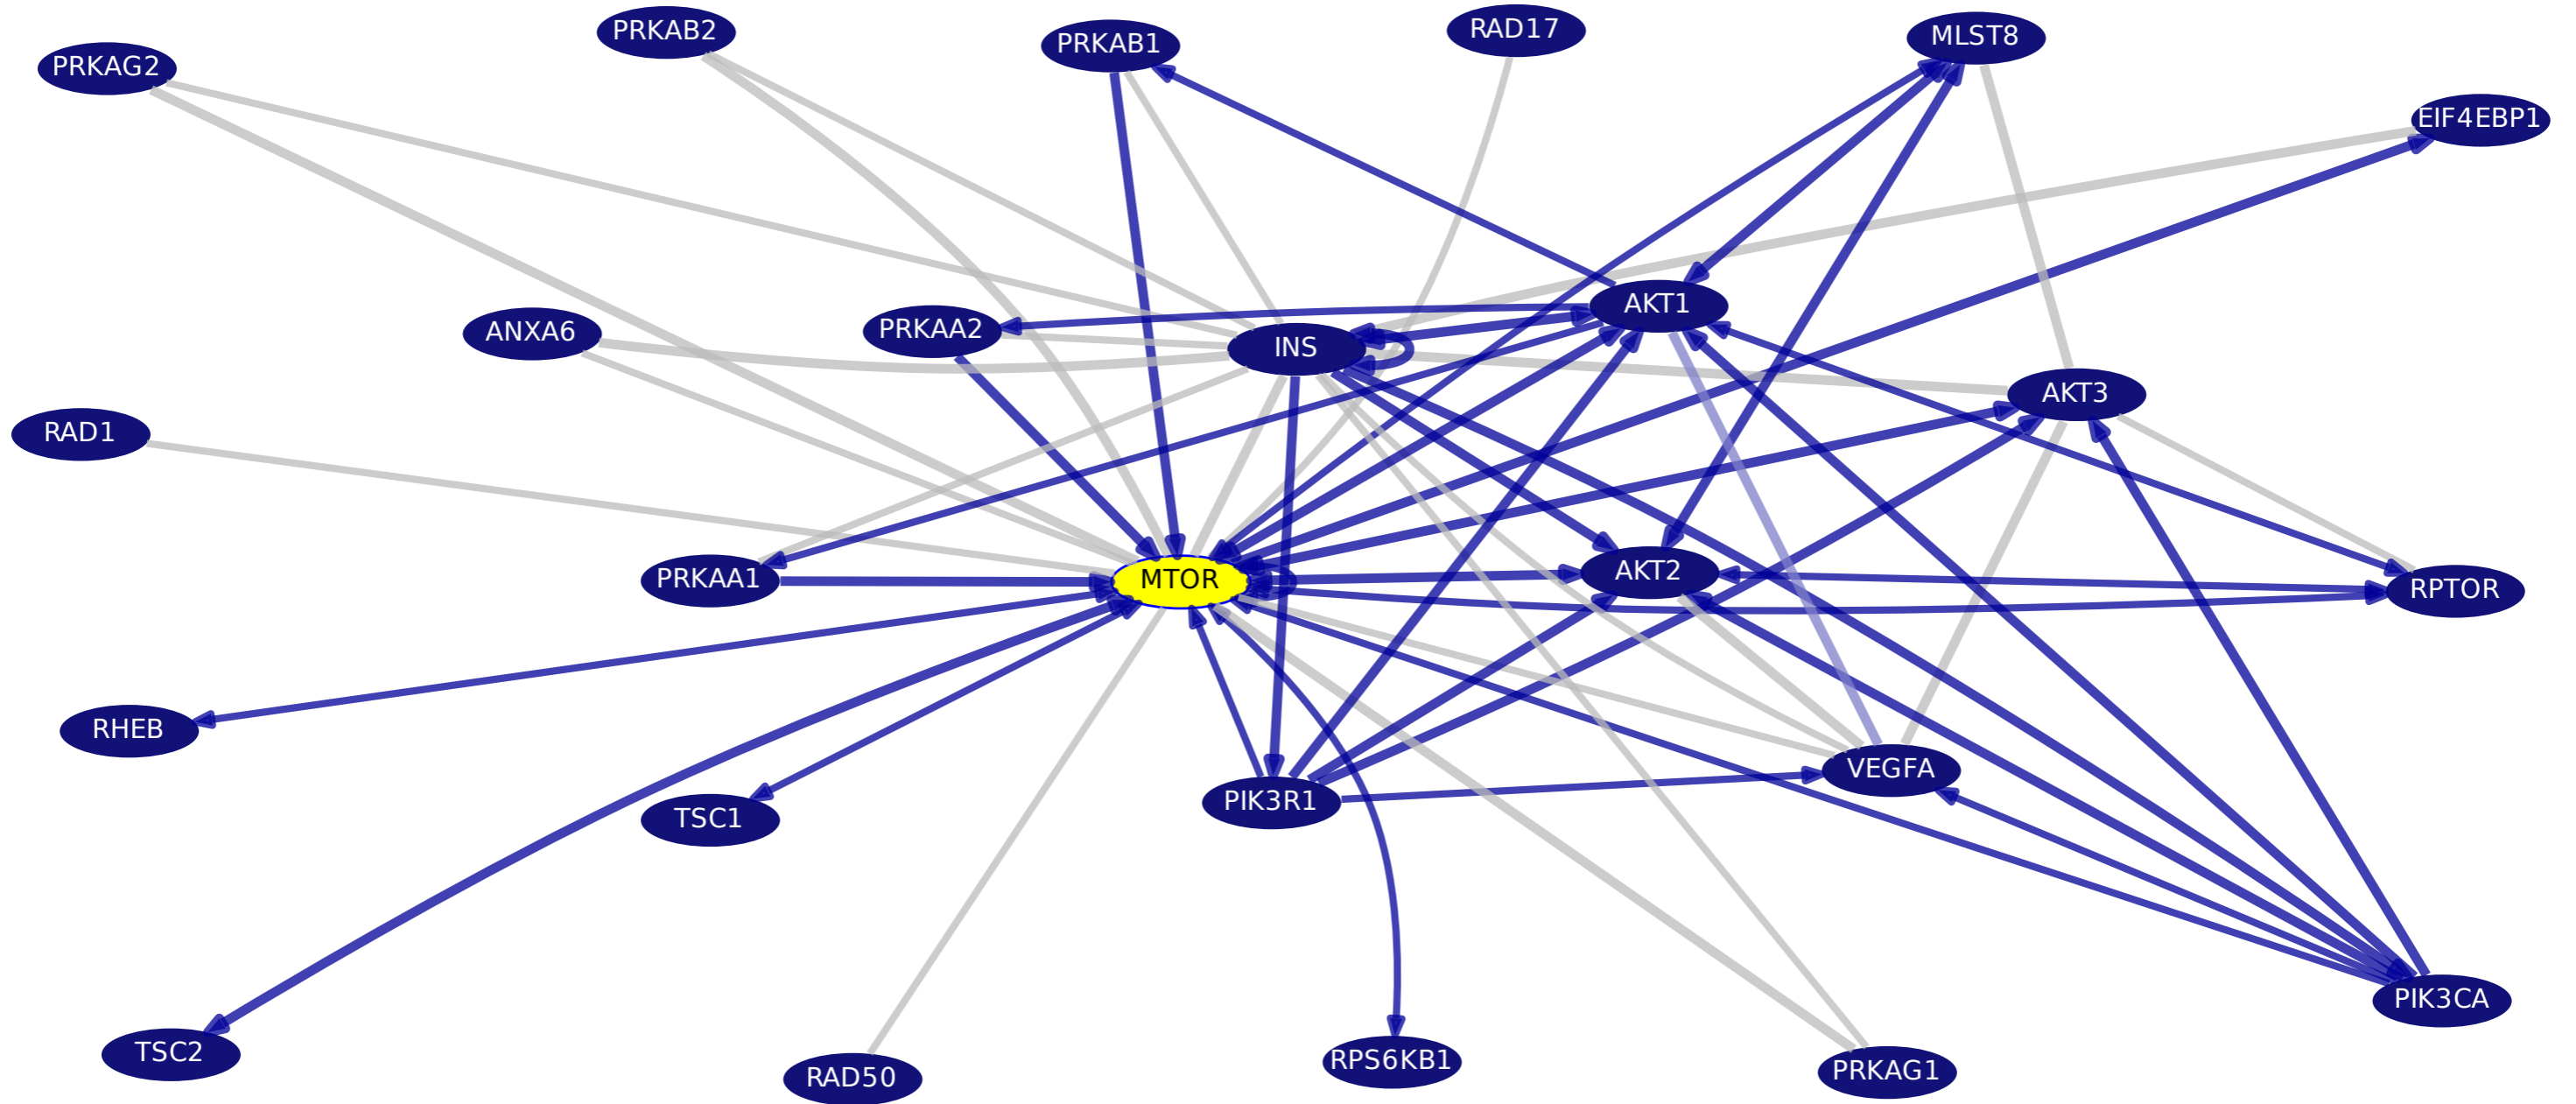 PRKAG2
PRKAB2
PRKAB1
RAD17
MLST8
EIF4EBP1
ANXA6
PRKAA2
INS
AKT1
AKT3
RAD1
PRKAA1
MTOR
AKT2
RPTOR
RHEB
TSC1
PIK3R1
VEGFA
TSC2
RAD50
RPS6KB1
PRKAG1
PIK3CA